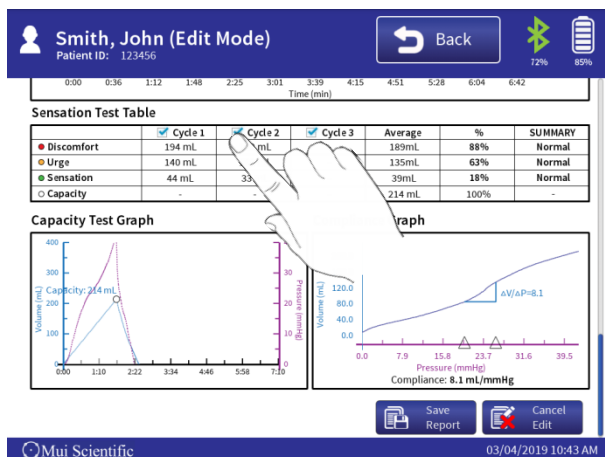 Smith, John (Edit Mode)
Patient ID: 123456
Back
72%
85%
0:00 0:36 1:12 1:48 2:25 3:01 3:39 4:15 4:51 5:28 6:04 6:42
Time (min)
Sensation Test Table
Cycle 1 Cycle 2 Cycle 3 Average % SUMMARY
Discomfort 194 mL mL 189mL 88% Normal
Urge 140 mL 135mL 63% Normal
Sensation 44 mL 33 39mL 18% Normal
Capacity - - 214 mL 100% -
Capacity Test Graph
raph
Volume (mL)
400
300
200
100
0
Capacity: 214 mL
30
20
10
0
Pressure (mmHg)
0:00 1:10 2:22 3:34 4:46 5:58 7:10
Volume (mL)
120.0
80.0
40.0
0.0
ΔV/ΔP=8.1
0.0 7.9 15.8 23.7 31.6 39.5
Pressure (mmHg)
Compliance: 8.1 mL/mmHg
Save Report
Cancel Edit
Mui Scientific
03/04/2019 10:43 AM